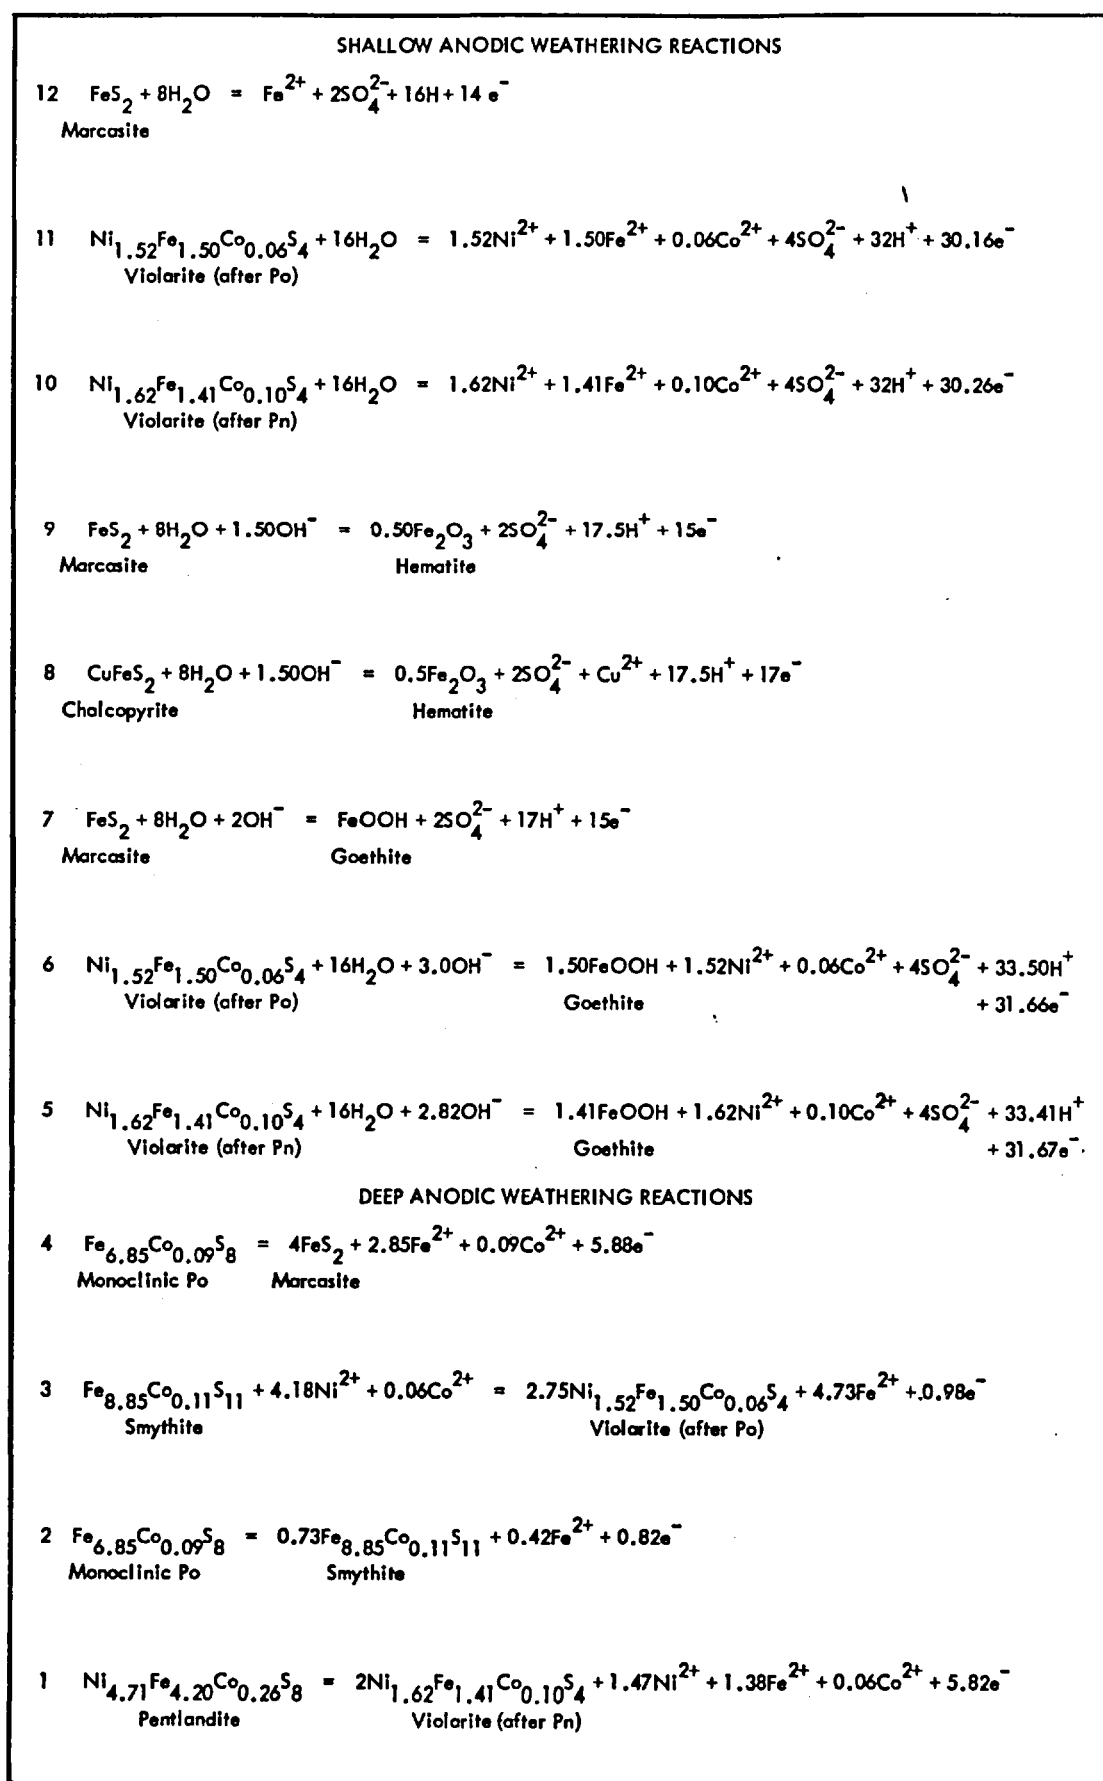 SHALLOW ANODIC WEATHERING REACTIONS
12 FeS₂ + 8H₂O = Fe²⁺ + 2SO₄²⁻ + 16H + 14 e⁻
Marcasite
11 Ni₁.₅₂Fe₁.₅₀Co₀.₀₆S₄ + 16H₂O = 1.52Ni²⁺ + 1.50Fe²⁺ + 0.06Co²⁺ + 4SO₄²⁻ + 32H⁺ + 30.16e⁻
Violarite (after Po)
10 Ni₁.₆₂Fe₁.₄₁Co₀.₁₀S₄ + 16H₂O = 1.62Ni²⁺ + 1.41Fe²⁺ + 0.10Co²⁺ + 4SO₄²⁻ + 32H⁺ + 30.26e⁻
Violarite (after Pn)
9 FeS₂ + 8H₂O + 1.50OH⁻ = 0.50Fe₂O₃ + 2SO₄²⁻ + 17.5H⁺ + 15e⁻
Marcasite Hematite
8 CuFeS₂ + 8H₂O + 1.50OH⁻ = 0.5Fe₂O₃ + 2SO₄²⁻ + Cu²⁺ + 17.5H⁺ + 17e⁻
Chalcopyrite Hematite
7 FeS₂ + 8H₂O + 2OH⁻ = FeOOH + 2SO₄²⁻ + 17H⁺ + 15e⁻
Marcasite Goethite
6 Ni₁.₅₂Fe₁.₅₀Co₀.₀₆S₄ + 16H₂O + 3.0OH⁻ = 1.50FeOOH + 1.52Ni²⁺ + 0.06Co²⁺ + 4SO₄²⁻ + 33.50H⁺
Violarite (after Po) Goethite + 31.66e⁻
5 Ni₁.₆₂Fe₁.₄₁Co₀.₁₀S₄ + 16H₂O + 2.82OH⁻ = 1.41FeOOH + 1.62Ni²⁺ + 0.10Co²⁺ + 4SO₄²⁻ + 33.41H⁺
Violarite (after Pn) Goethite + 31.67e⁻
DEEP ANODIC WEATHERING REACTIONS
4 Fe₆.₈₅Co₀.₀₉S₈ = 4FeS₂ + 2.85Fe²⁺ + 0.09Co²⁺ + 5.88e⁻
Monoclinic Po Marcasite
3 Fe₈.₈₅Co₀.₁₁S₁₁ + 4.18Ni²⁺ + 0.06Co²⁺ = 2.75Ni₁.₅₂Fe₁.₅₀Co₀.₀₆S₄ + 4.73Fe²⁺ + 0.98e⁻
Smythite Violarite (after Po)
2 Fe₆.₈₅Co₀.₀₉S₈ = 0.73Fe₈.₈₅Co₀.₁₁S₁₁ + 0.42Fe²⁺ + 0.82e⁻
Monoclinic Po Smythite
1 Ni₄.₇₁Fe₄.₂₀Co₀.₂₆S₈ = 2Ni₁.₆₂Fe₁.₄₁Co₀.₁₀S₄ + 1.47Ni²⁺ + 1.38Fe²⁺ + 0.06Co²⁺ + 5.82e⁻
Pentlandite Violarite (after Pn)